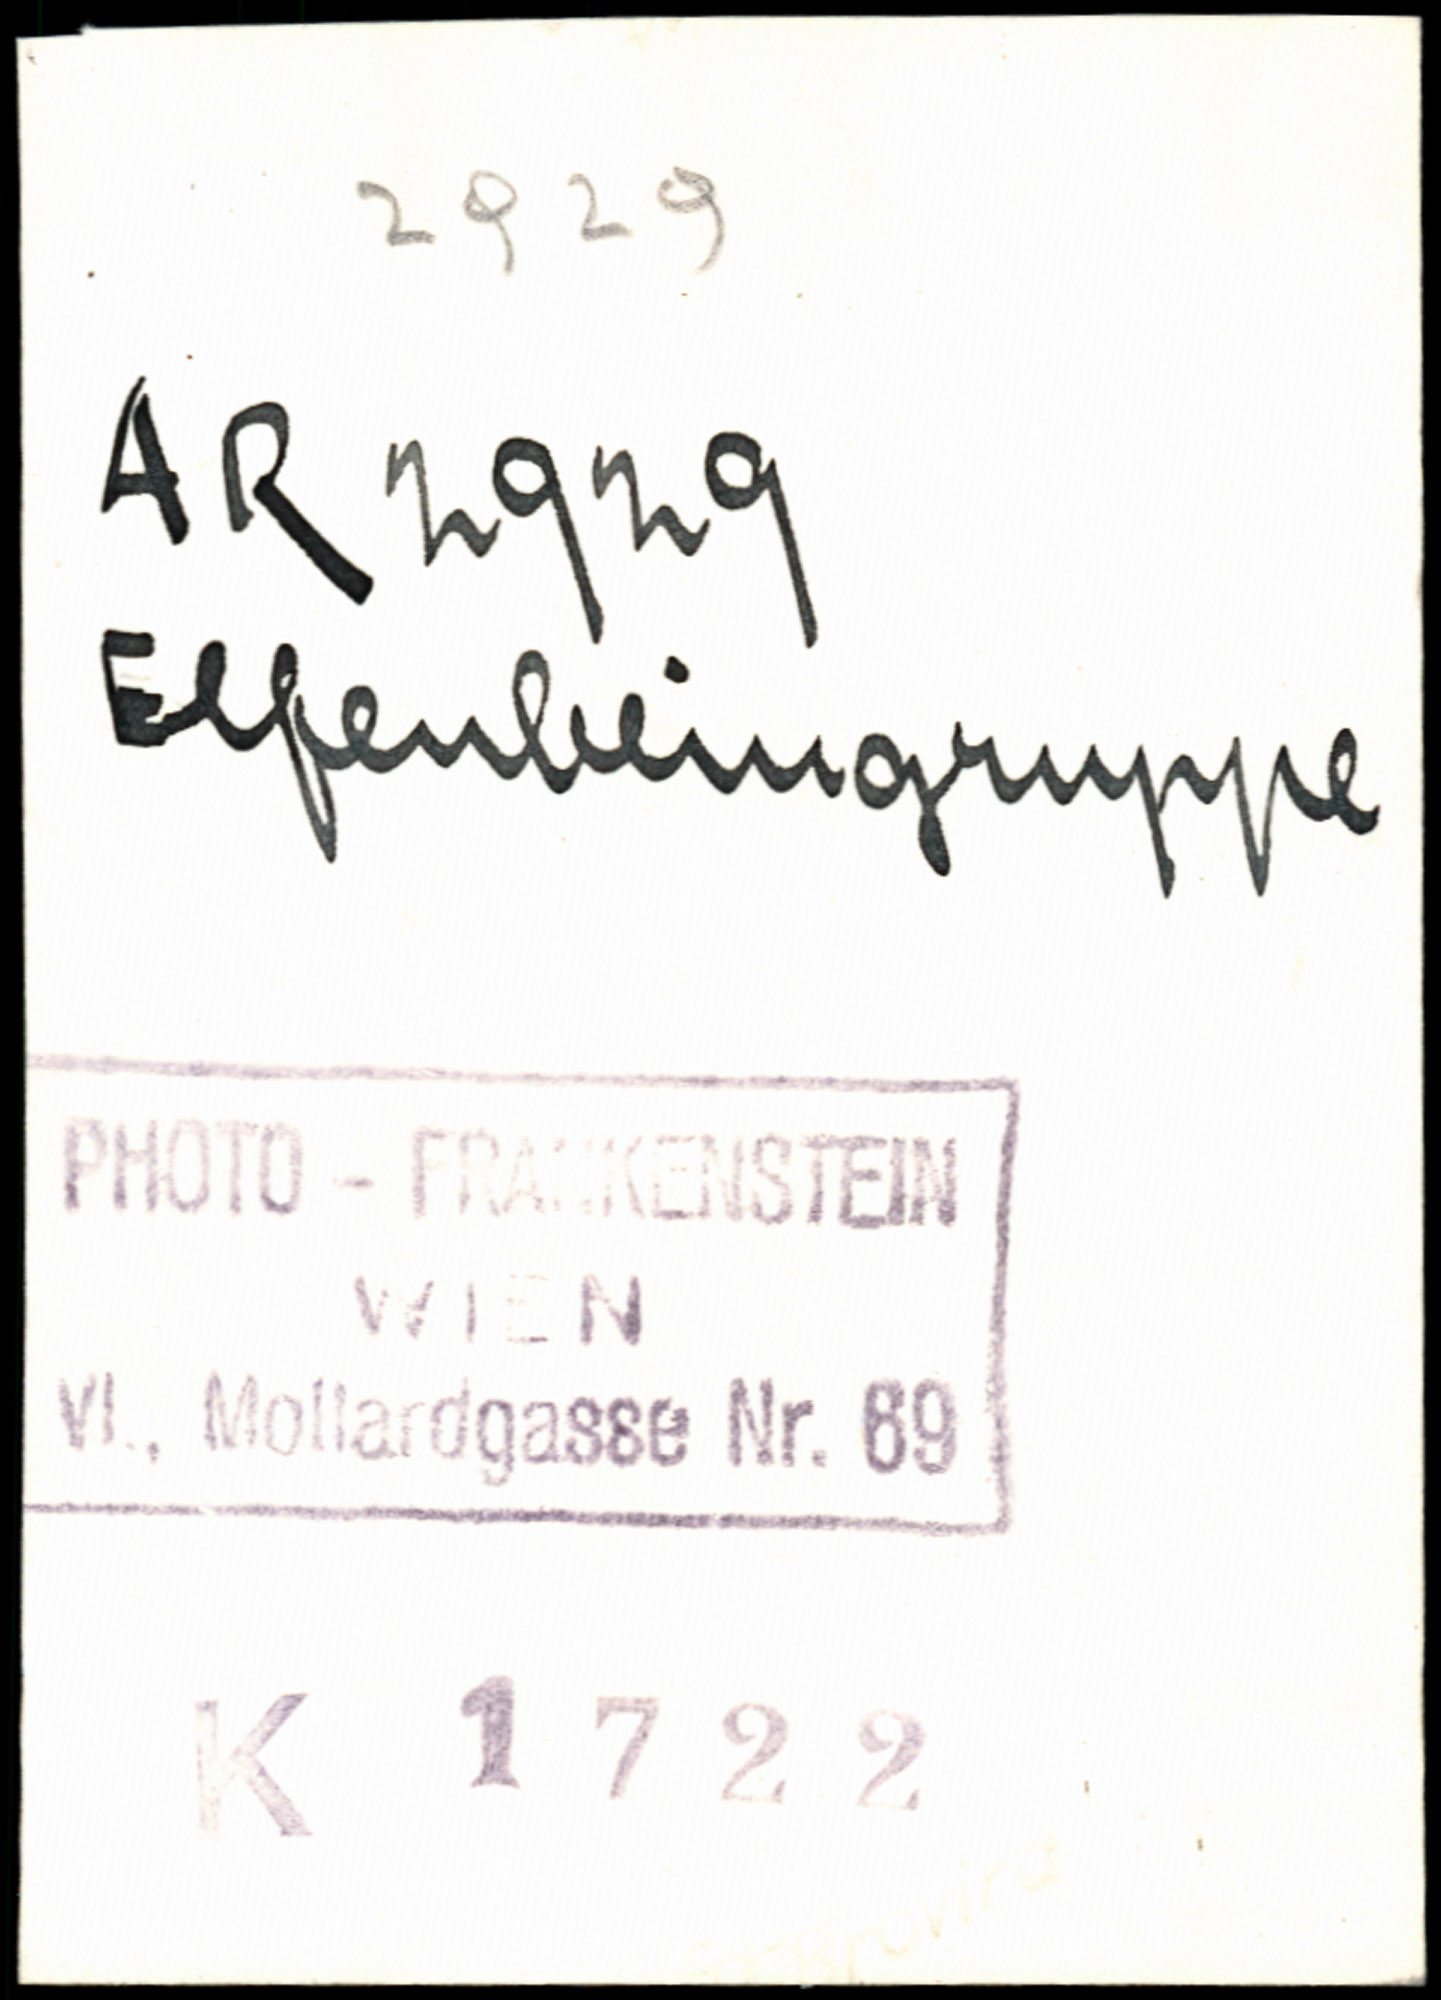 2929
AR 2929
Elfenbeingruppe
PHOTO - FRANKENSTEIN
WIEN
VI., Mollardgasse Nr. 69
K 1722